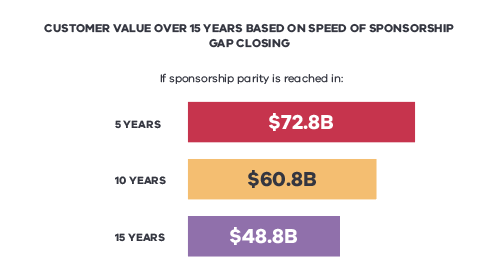 CUSTOMER VALUE OVER 15 YEARS BASED ON SPEED OF SPONSORSHIP
GAP CLOSING
If sponsorship parity is reached in:
5 YEARS $72.8B
10 YEARS $60.8B
15 YEARS $48.8B